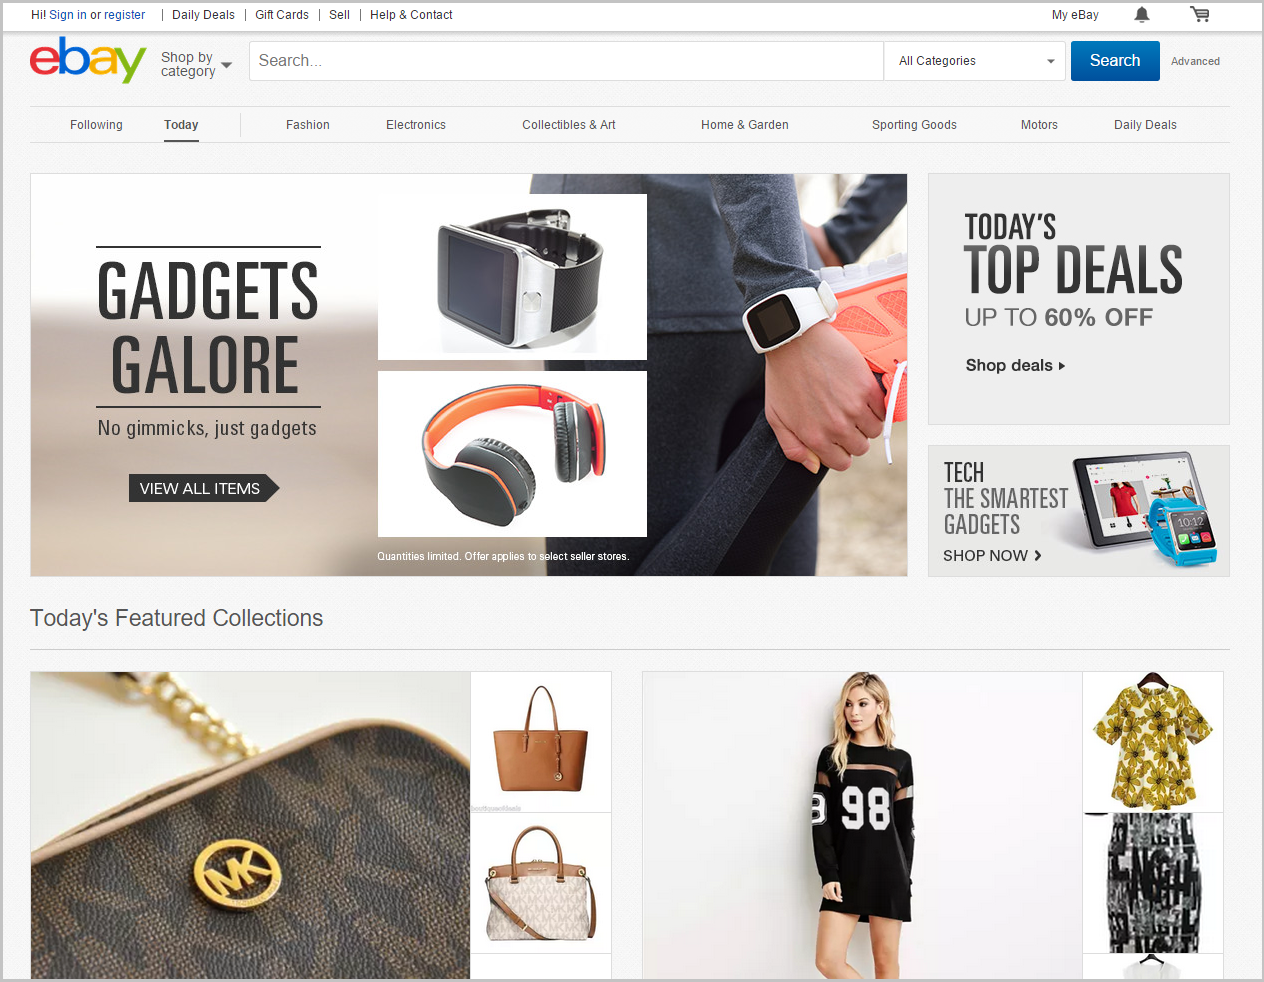 Hi! Sign in or register | Daily Deals | Gift Cards | Sell | Help & Contact
My eBay
ebay
Shop by
category
Search...
All Categories
Search
Advanced
Following
Today
Fashion
Electronics
Collectibles & Art
Home & Garden
Sporting Goods
Motors
Daily Deals
GADGETS
GALORE
No gimmicks, just gadgets
VIEW ALL ITEMS
Quantities limited. Offer applies to select seller stores.
TODAY'S
TOP DEALS
UP TO 60% OFF
Shop deals
TECH
THE SMARTEST
GADGETS
SHOP NOW
10:12
Today's Featured Collections
MK
98